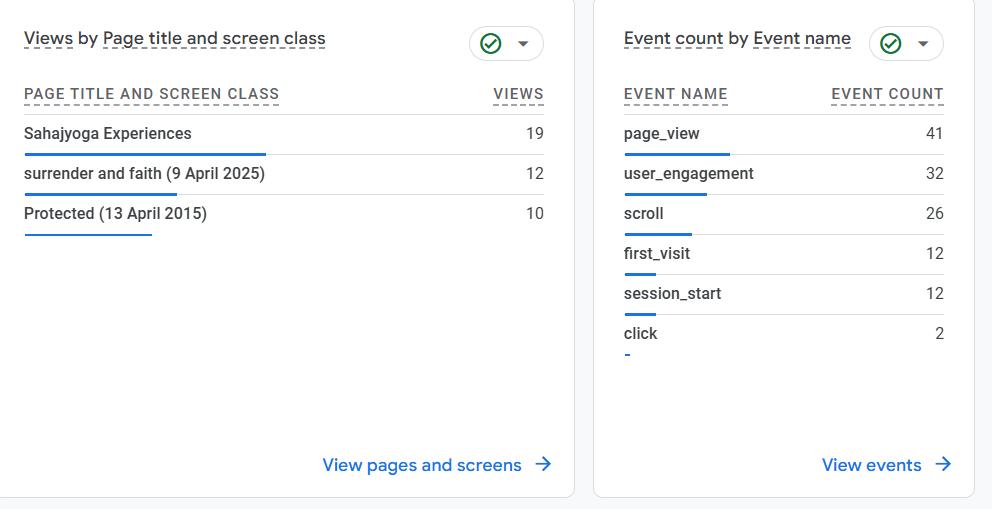 Views by Page title and screen class
PAGE TITLE AND SCREEN CLASS VIEWS
Sahajyoga Experiences 19
surrender and faith (9 April 2025) 12
Protected (13 April 2015) 10
View pages and screens
Event count by Event name
EVENT NAME EVENT COUNT
page_view 41
user_engagement 32
scroll 26
first_visit 12
session_start 12
click 2
View events